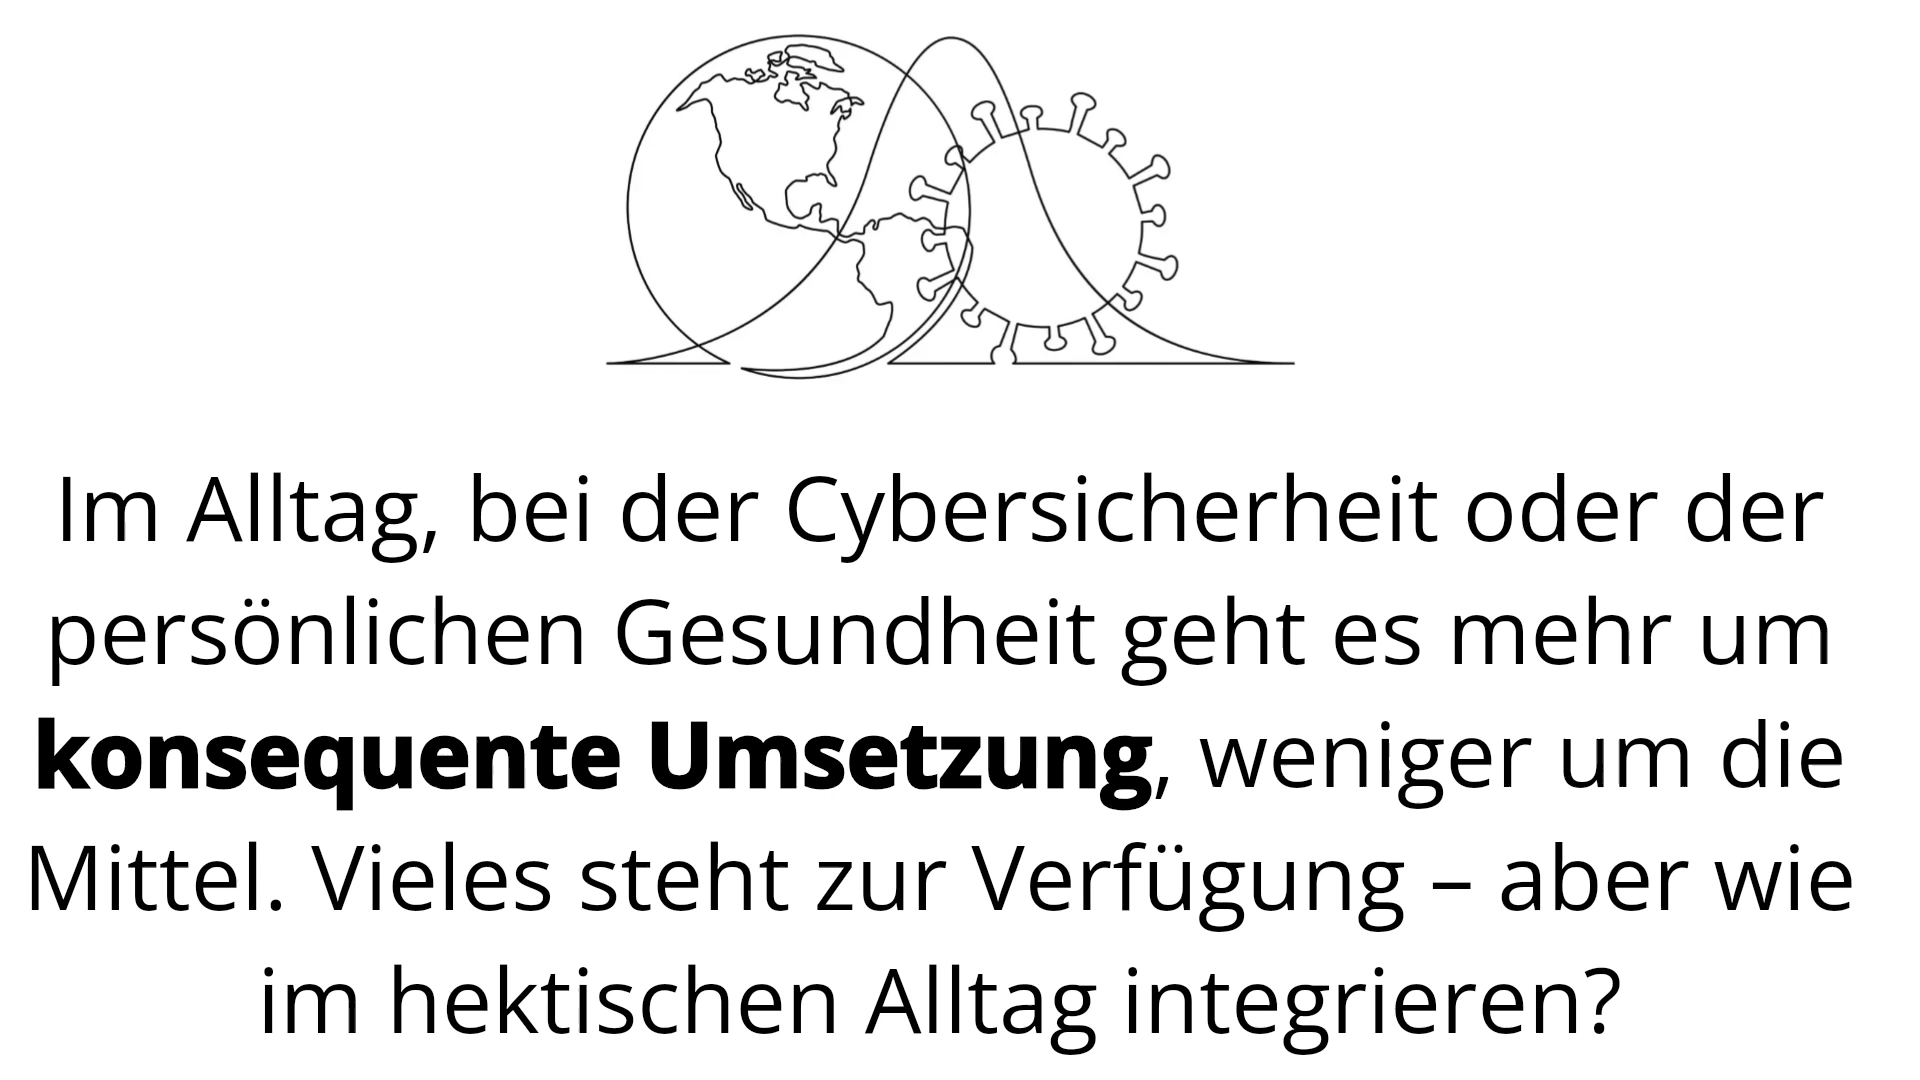 Im Alltag, bei der Cybersicherheit oder der
persönlichen Gesundheit geht es mehr um
konsequente Umsetzung, weniger um die
Mittel. Vieles steht zur Verfügung – aber wie
im hektischen Alltag integrieren?